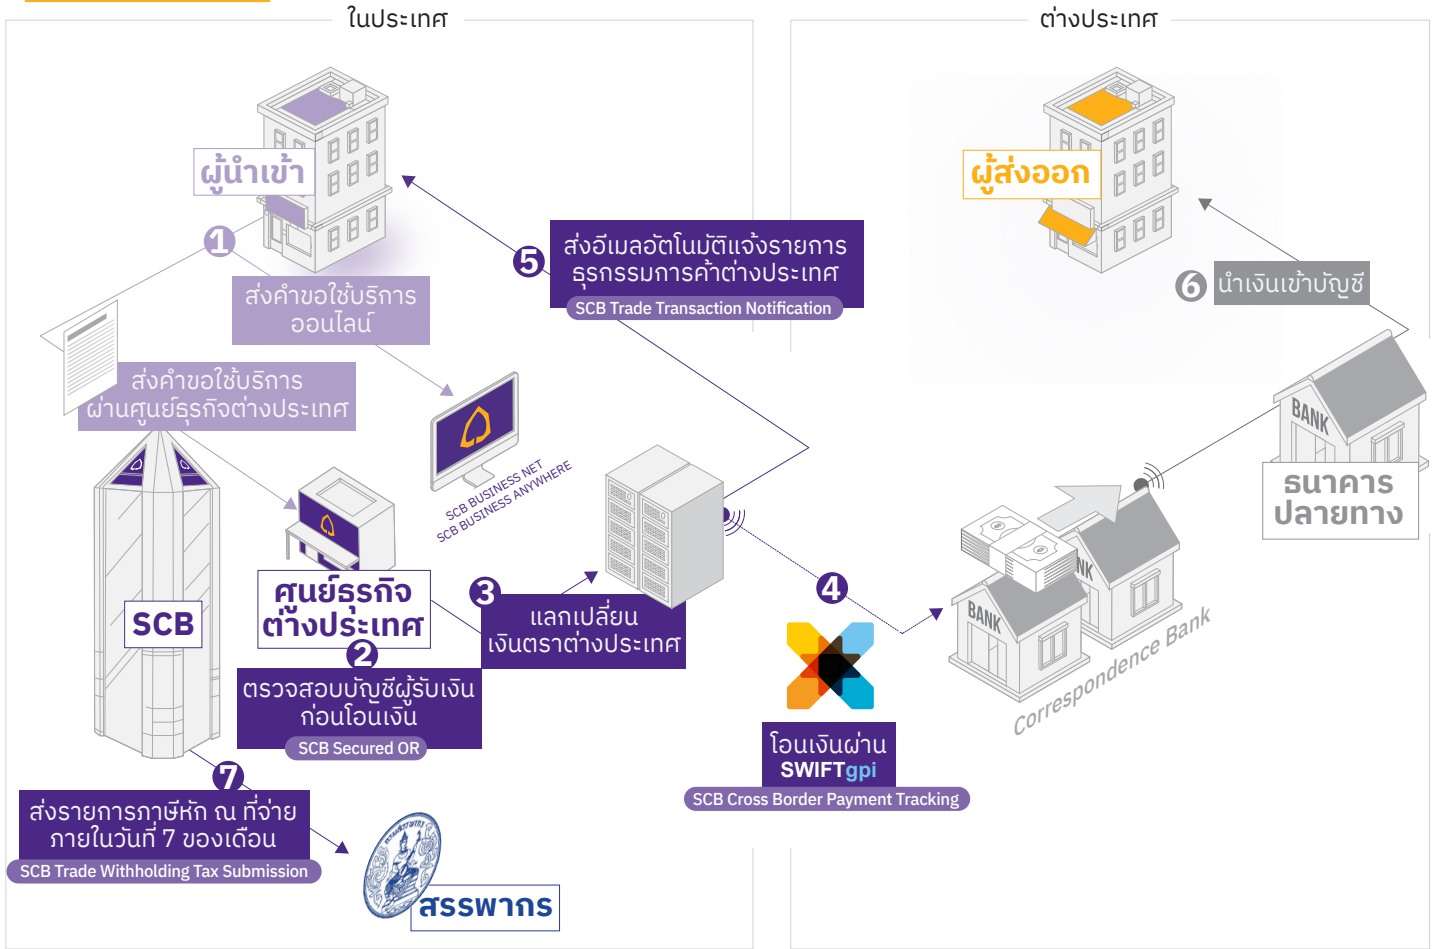 ในประเทศ
ต่างประเทศ
ผู้นำเข้า
ผู้ส่งออก
1
ส่งคำขอใช้บริการ
ออนไลน์
5
ส่งอีเมลอัตโนมัติแจ้งรายการ
ธุรกรรมการค้าต่างประเทศ
SCB Trade Transaction Notification
6
นำเงินเข้าบัญชี
ส่งคำขอใช้บริการ
ผ่านศูนย์ธุรกิจต่างประเทศ
SCB BUSINESS NET
SCB BUSINESS ANYWHERE
BANK
ธนาคาร
ปลายทาง
SCB
ศูนย์ธุรกิจ
ต่างประเทศ
2
ตรวจสอบบัญชีผู้รับเงิน
ก่อนโอนเงิน
SCB Secured OR
3
แลกเปลี่ยน
เงินตราต่างประเทศ
4
โอนเงินผ่าน
SWIFTgpi
SCB Cross Border Payment Tracking
NK
BANK
Correspondence Bank
7
ส่งรายการภาษีหัก ณ ที่จ่าย
ภายในวันที่ 7 ของเดือน
SCB Trade Withholding Tax Submission
สรรพากร